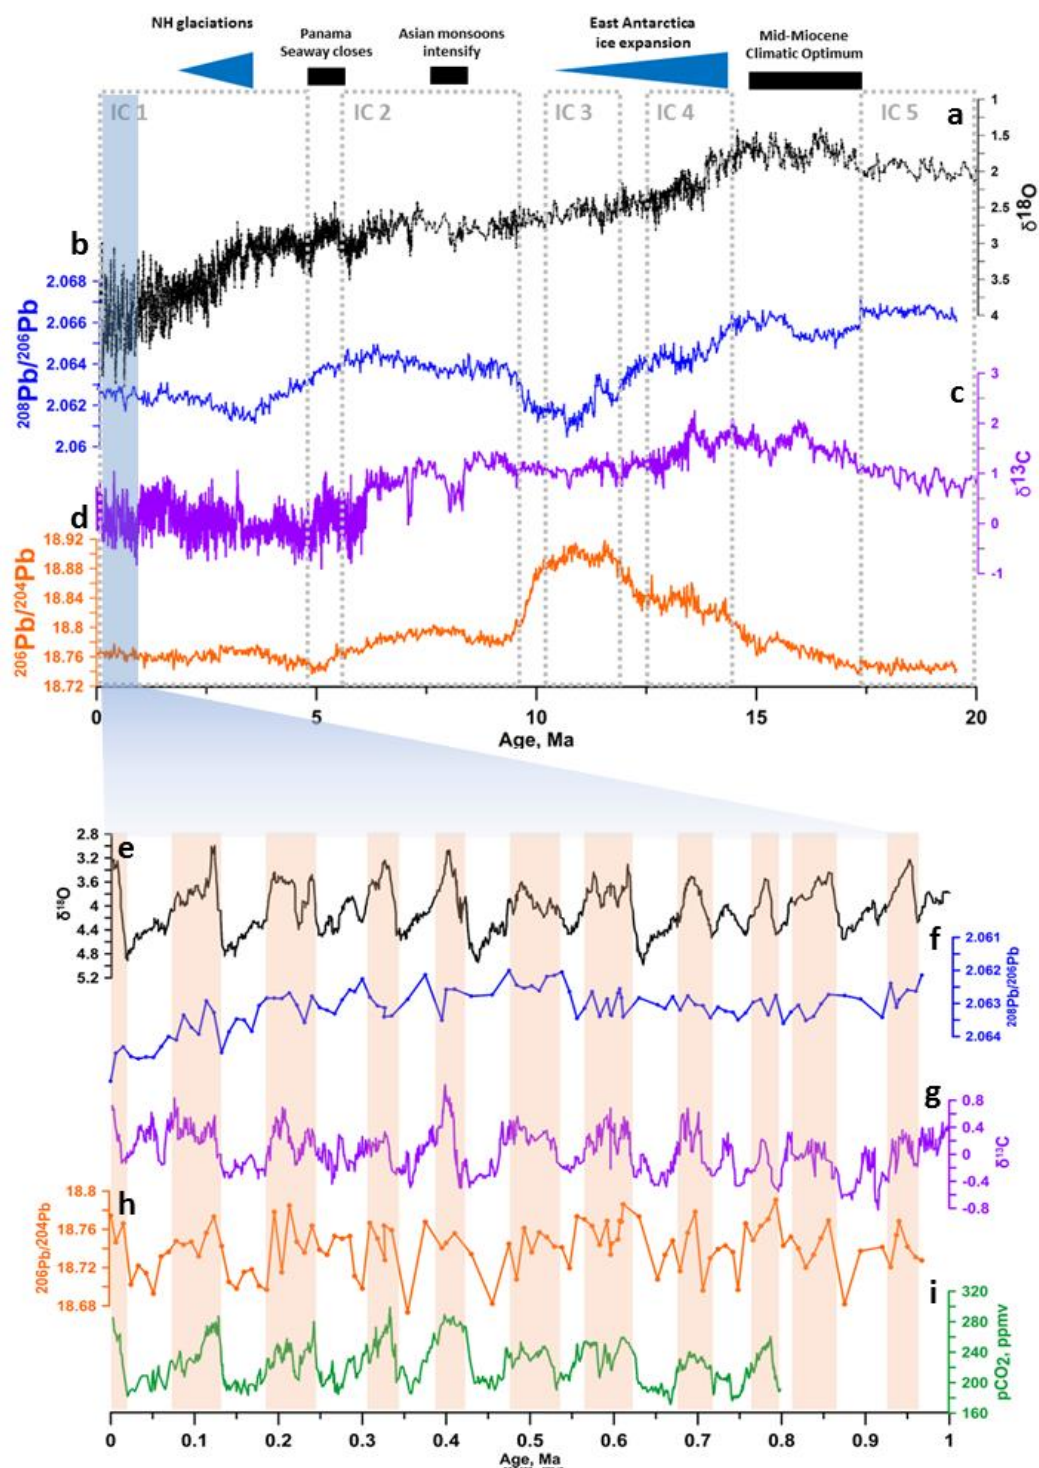 NH glaciations
Panama
Seaway closes
Asian monsoons
intensify
East Antarctica
ice expansion
Mid-Miocene
Climatic Optimum
IC 1
IC 2
IC 3
IC 4
IC 5
a
1
1.5
2
2.5
3
3.5
4
δ18O
b
2.068
2.066
2.064
2.062
2.06
208Pb/206Pb
c
3
2
1
0
-1
δ13C
d
18.92
18.88
18.84
18.8
18.76
18.72
206Pb/204Pb
0
5
10
15
20
Age, Ma
e
2.8
3.2
3.6
4
4.4
4.8
5.2
δ18O
f
2.061
2.062
2.063
2.064
208Pb/206Pb
g
0.8
0.4
0
-0.4
-0.8
δ13C
h
18.8
18.76
18.72
18.68
206Pb/204Pb
i
320
280
240
200
160
pCO2, ppmv
0
0.1
0.2
0.3
0.4
0.5
0.6
0.7
0.8
0.9
1
Age, Ma